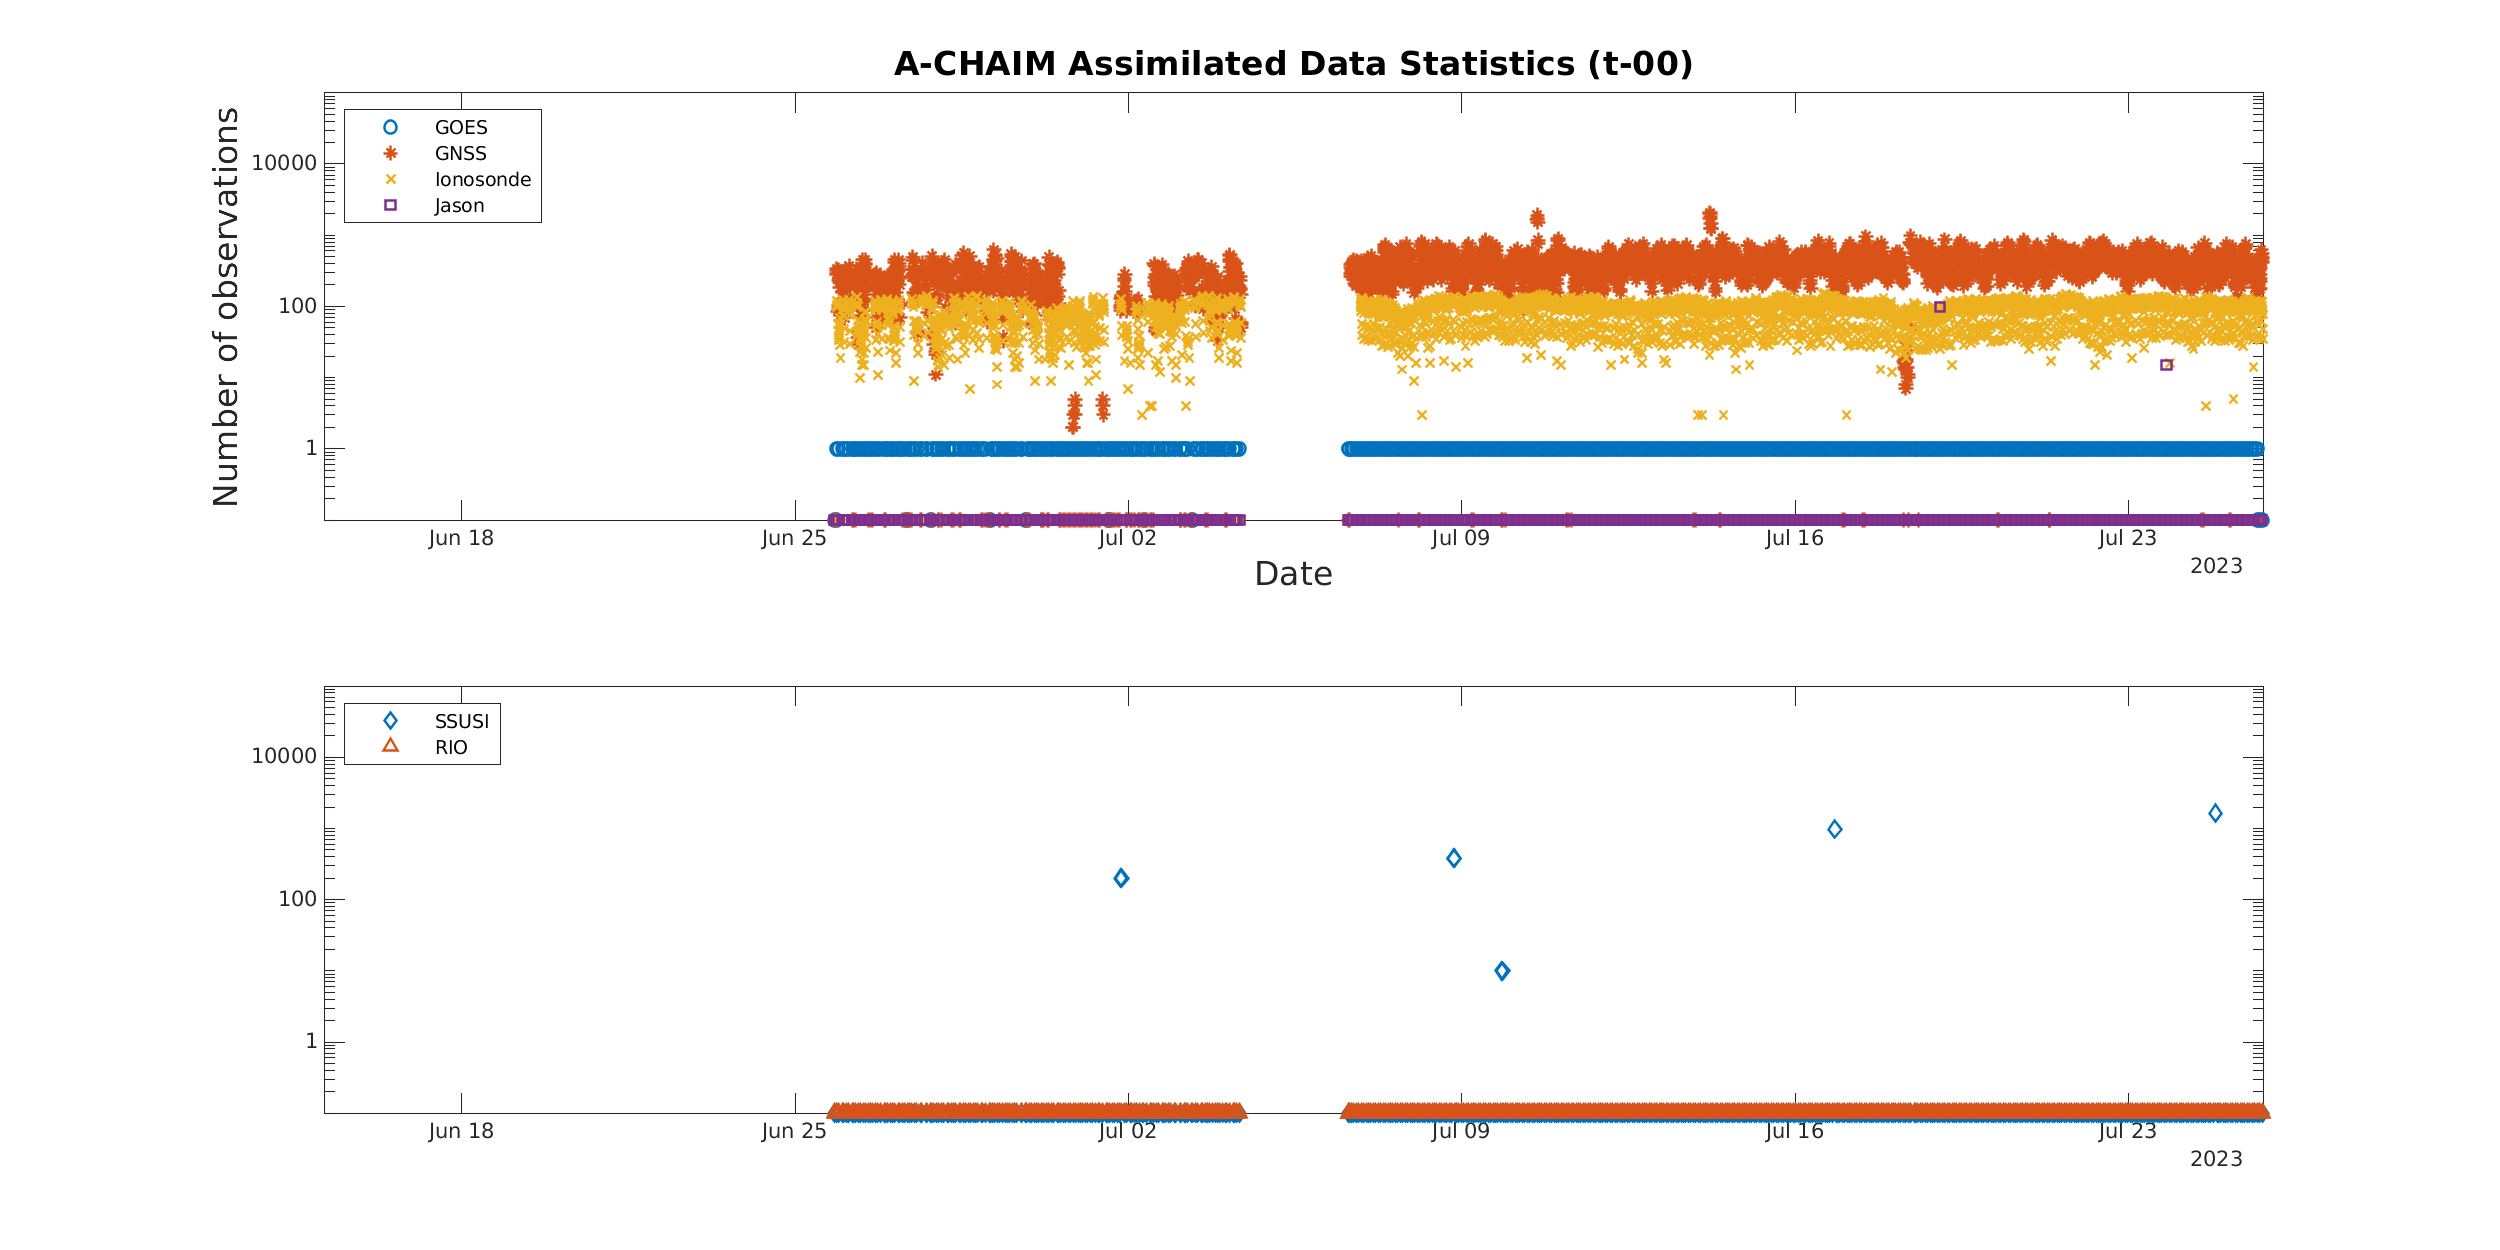 A-CHAIM Assimilated Data Statistics (t-00)
Number of observations
GOES
GNSS
Ionosonde
Jason
10000
100
1
Jun 18
Jun 25
Jul 02
Jul 09
Jul 16
Jul 23
2023
Date
SSUSI
RIO
10000
100
1
Jun 18
Jun 25
Jul 02
Jul 09
Jul 16
Jul 23
2023